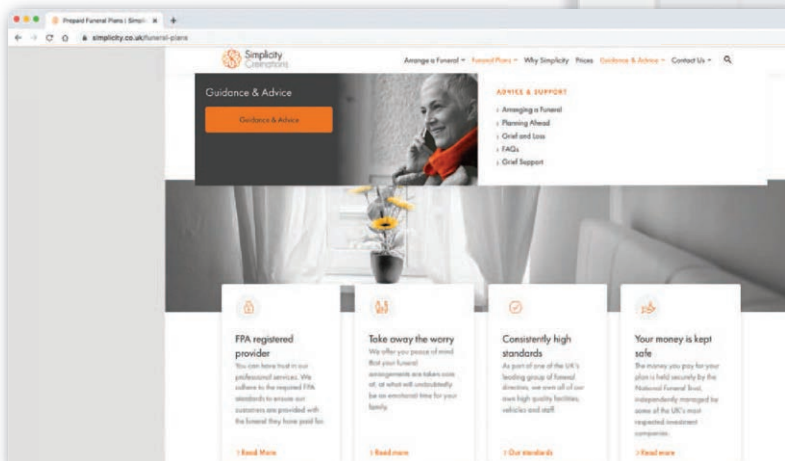 Prepaid Funeral Plans | Simpli
simplicity.co.uk/funeral-plans
Simplicity
Cremations
Arrange a Funeral
Funeral Plans
Why Simplicity
Prices
Guidance & Advice
Contact Us
Guidance & Advice
Guidance & Advice
ADVICE & SUPPORT
› Arranging a Funeral
› Planning Ahead
› Grief and Loss
› FAQs
› Grief Support
FPA registered
provider
You can have trust in our
professional services. We
adhere to the required FPA
standards to ensure our
customers are provided with
the funeral they have paid for.
› Read More
Take away the worry
We offer you peace of mind
that your funeral
arrangements are taken care
of, at what will undoubtedly
be an emotional time for your
family.
› Read more
Consistently high
standards
As part of one of the UK's
leading group of funeral
directors, we own all of our
own high quality facilities,
vehicles and staff.
› Our standards
Your money is kept
safe
The money you pay for your
plan is held securely by the
National Funeral Trust,
independently managed by
some of the UK's most
respected investment
companies.
› Read more